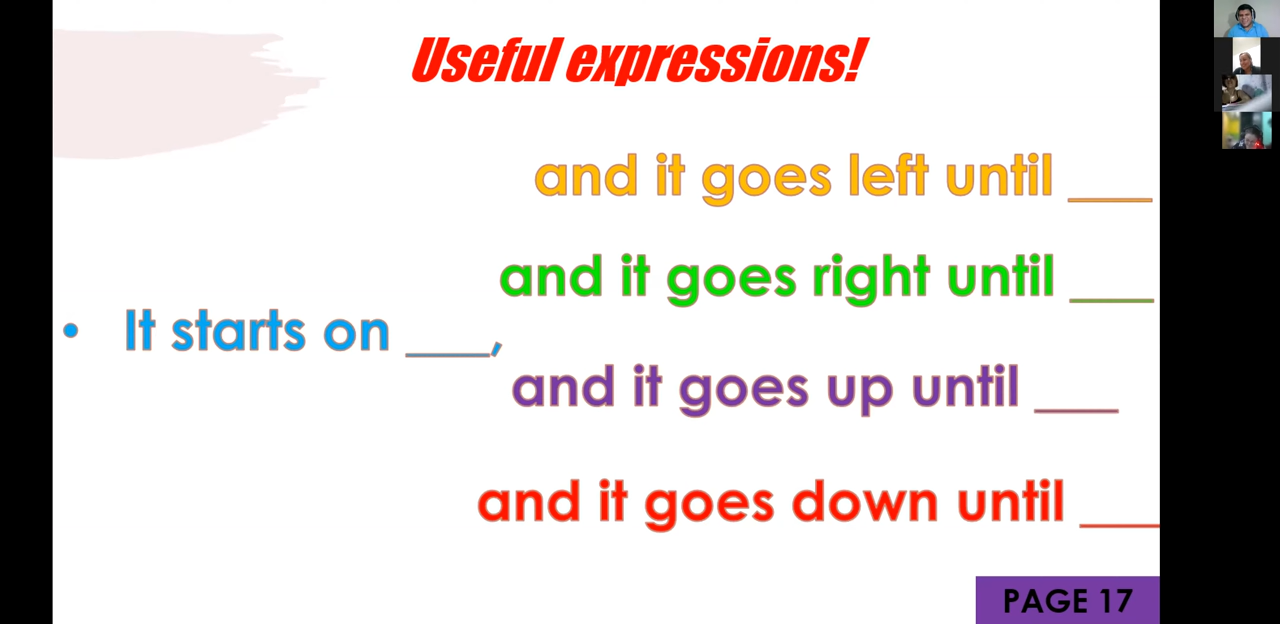 Useful expressions!
and it goes left until ___
and it goes right until ___
• It starts on ___,
and it goes up until ___
and it goes down until ___
PAGE 17